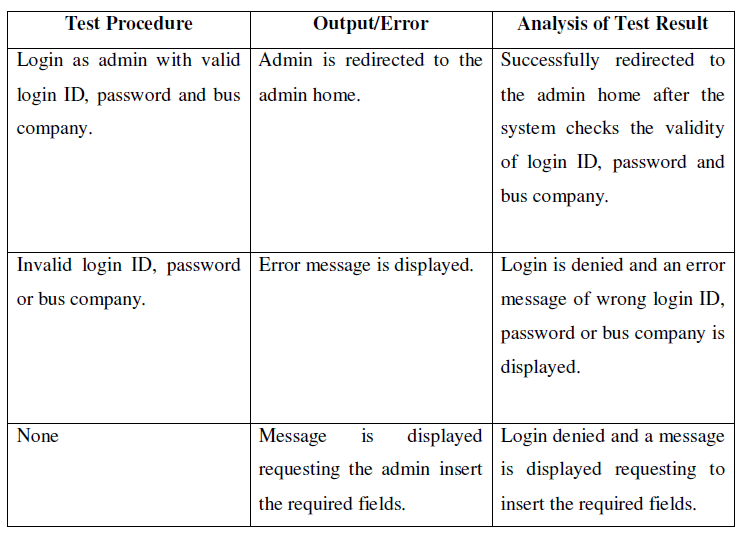 Test Procedure
Output/Error
Analysis of Test Result
Login as admin with valid
login ID, password and bus
company.
Admin is redirected to the
admin home.
Successfully redirected to
the admin home after the
system checks the validity
of login ID, password and
bus company.
Invalid login ID, password
or bus company.
Error message is displayed.
Login is denied and an error
message of wrong login ID,
password or bus company is
displayed.
None
Message is displayed
requesting the admin insert
the required fields.
Login denied and a message
is displayed requesting to
insert the required fields.